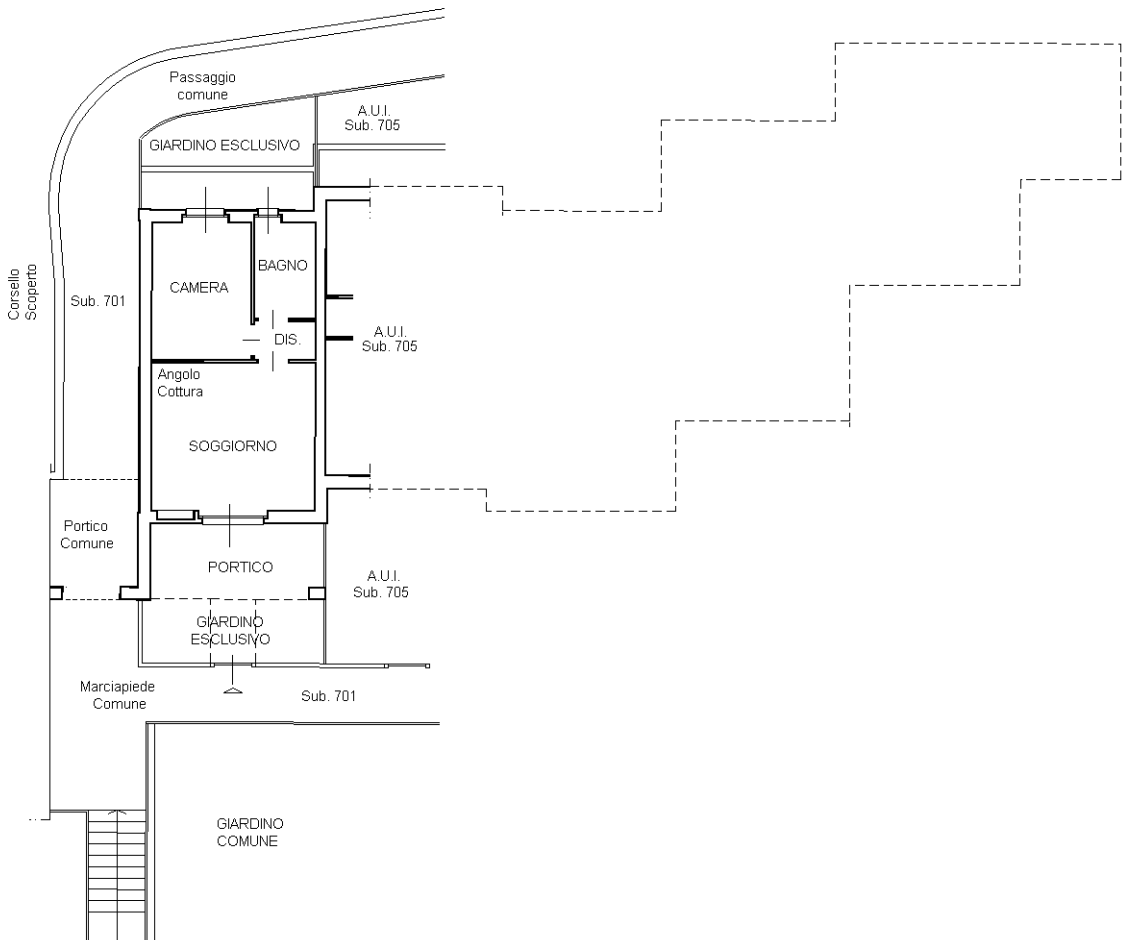 Passaggio
comune
A.U.I.
Sub. 705
GIARDINO ESCLUSIVO
Corsello
Scoperto
Sub. 701
CAMERA
BAGNO
DIS.
A.U.I.
Sub. 705
Angolo
Cottura
SOGGIORNO
Portico
Comune
PORTICO
A.U.I.
Sub. 705
GIARDINO
ESCLUSIVO
Marciapiede
Comune
Sub. 701
GIARDINO
COMUNE